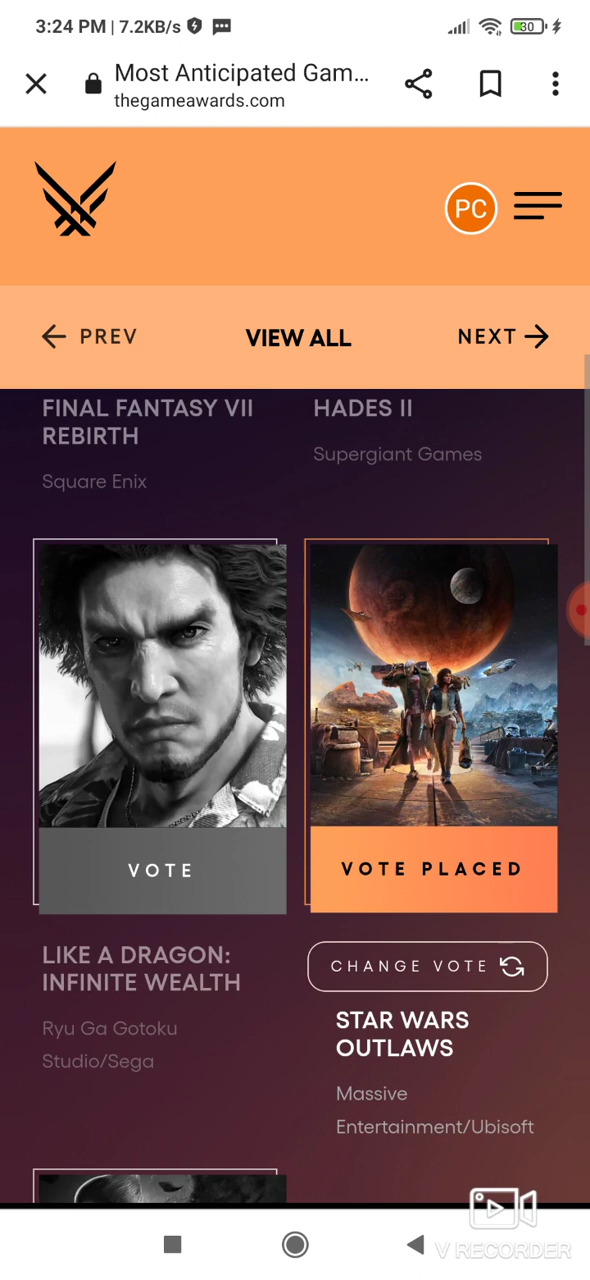 3:24 PM | 7.2KB/s
30
Most Anticipated Gam...
thegameawards.com
PC
PREV
VIEW ALL
NEXT
FINAL FANTASY VII
REBIRTH
Square Enix
HADES II
Supergiant Games
VOTE
VOTE PLACED
LIKE A DRAGON:
INFINITE WEALTH
Ryu Ga Gotoku
Studio/Sega
CHANGE VOTE
STAR WARS
OUTLAWS
Massive
Entertainment/Ubisoft
V RECORDER